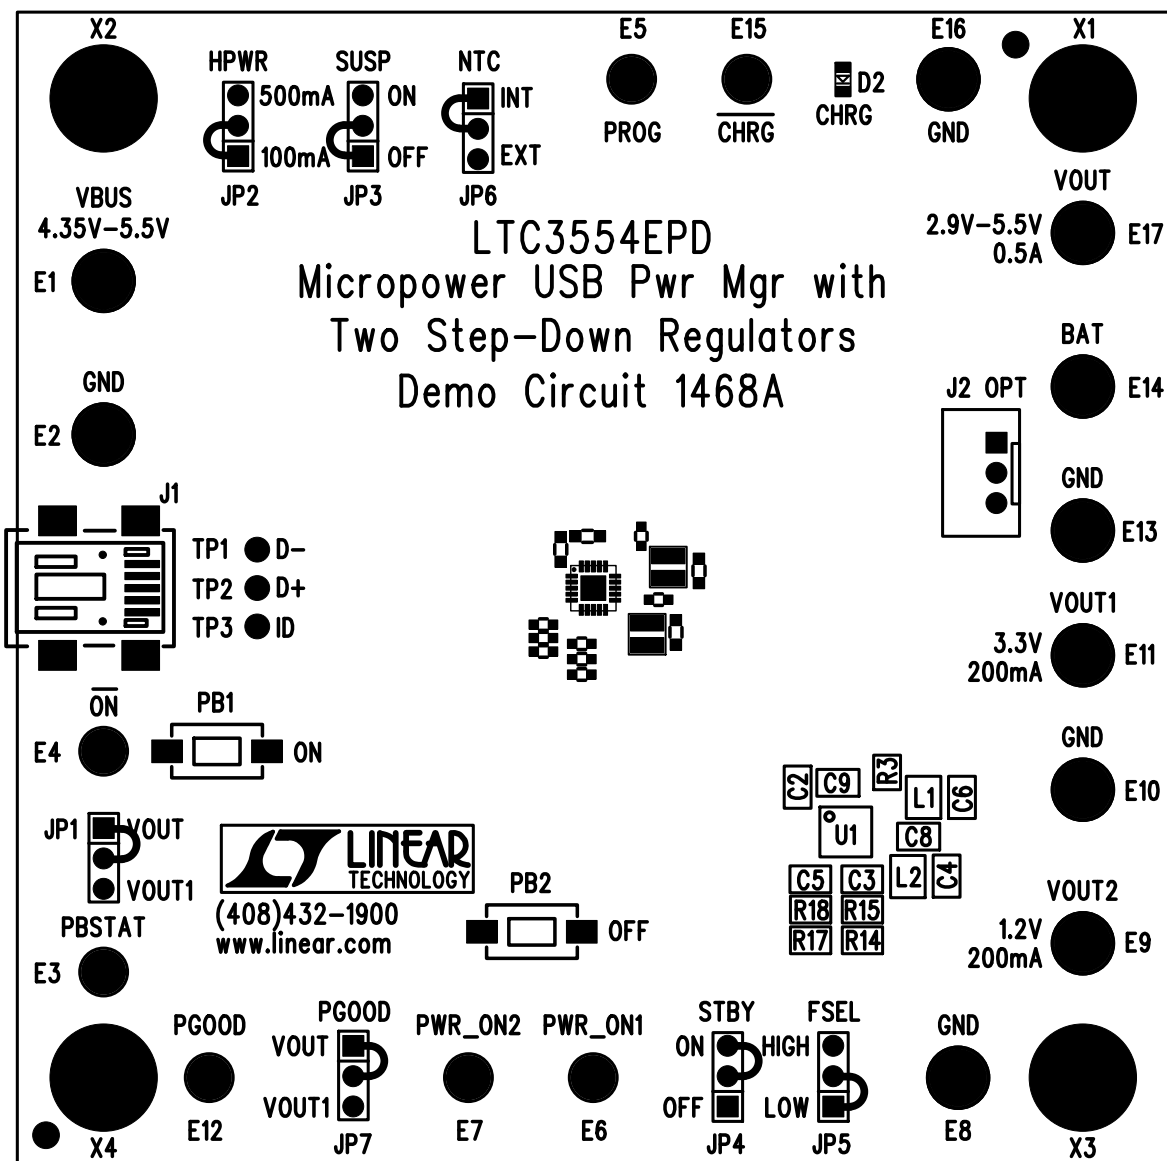 X2
E5
E15
E16
X1
HPWR
SUSP
NTC
500mA
ON
INT
D2
PROG
CHRG
CHRG
GND
100mA
OFF
EXT
JP2
JP3
JP6
VBUS
4.35V-5.5V
VOUT
2.9V-5.5V
0.5A
E17
E1
LTC3554EPD
Micropower USB Pwr Mgr with
Two Step-Down Regulators
Demo Circuit 1468A
BAT
E14
GND
E2
J2 OPT
GND
E13
J1
TP1 D-
TP2 D+
TP3 ID
VOUT1
3.3V
200mA
E11
ON
E4
PB1
ON
GND
E10
C2
C9
R3
L1
C6
U1
C8
C5
C3
L2
C4
R18
R15
R17
R14
JP1
VOUT
VOUT1
LINEAR
TECHNOLOGY
(408)432-1900
www.linear.com
PB2
OFF
VOUT2
1.2V
200mA
E9
PBSTAT
E3
PGOOD
PGOOD
PWR_ON2
PWR_ON1
STBY
FSEL
GND
VOUT
ON
HIGH
VOUT1
OFF
LOW
X4
E12
JP7
E7
E6
JP4
JP5
E8
X3